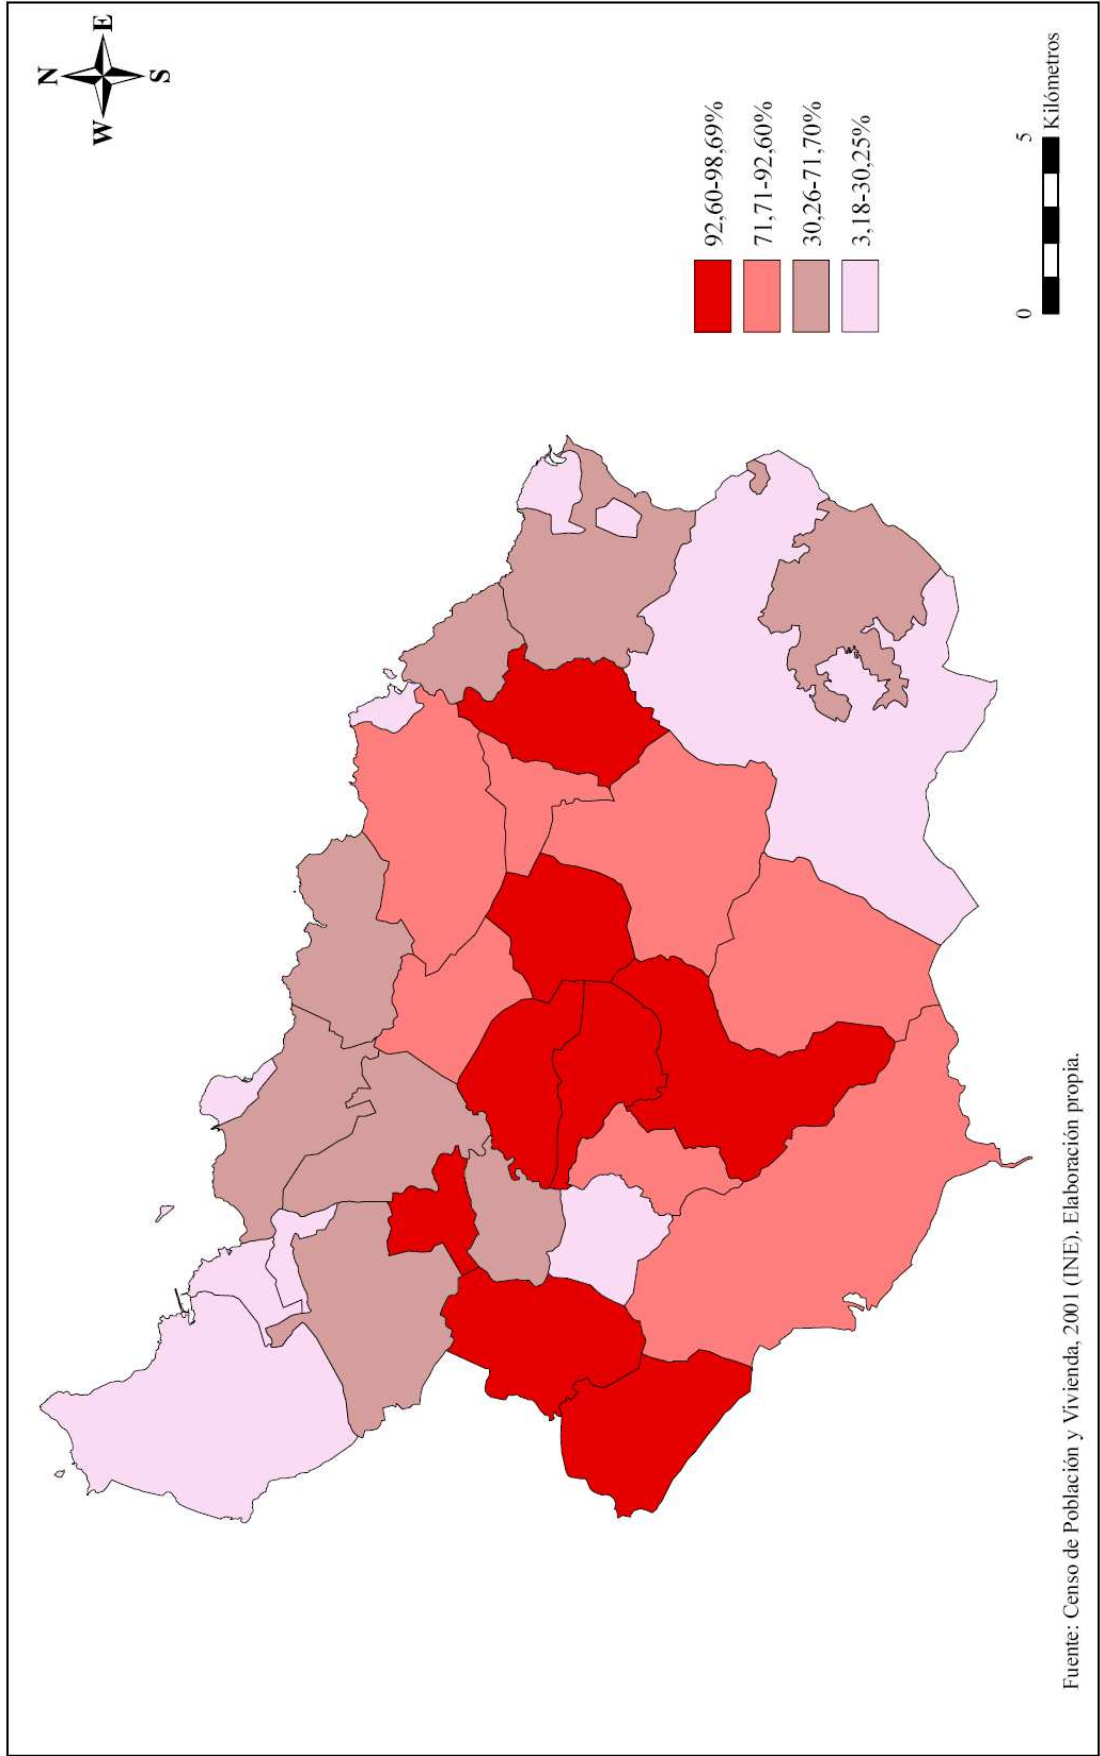 N
W
E
S
92,60-98,69%
71,71-92,60%
30,26-71,70%
3,18-30,25%
0
5
Kilómetros
Fuente: Censo de Población y Vivienda, 2001 (INE). Elaboración propia.